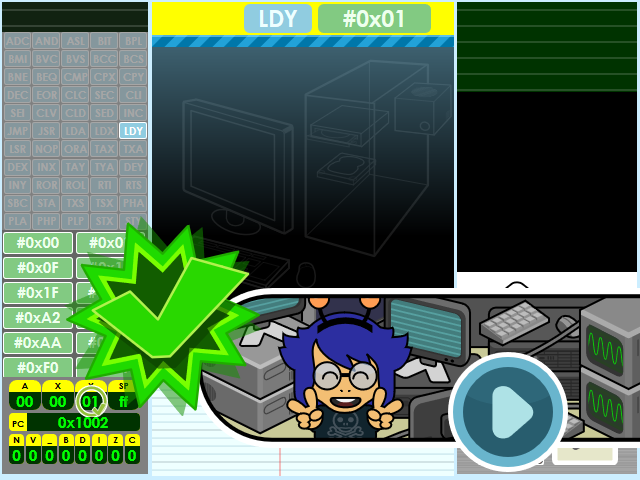 LDY #0x01
ADC AND ASL BIT BPL
BMI BVC BVS BCC BCS
BNE BEQ CMP CPX CPY
DEC EOR CLC SEC CLI
SEI CLV CLD SED INC
JMP JSR LDA LDX LDY
LSR NOP ORA TAX TXA
DEX INX TAY TYA DEY
INY ROR ROL RTI RTS
SBC STA TXS TSX PHA
PLA PHP PLP STX STY
#0x00
#0x0F
#0x1F
#0xA2
#0xAA
#0xF0
A X Y SP
00 00 01 ff
PC 0x1002
N V _ B D I Z C
0 0 0 0 0 0 0 0